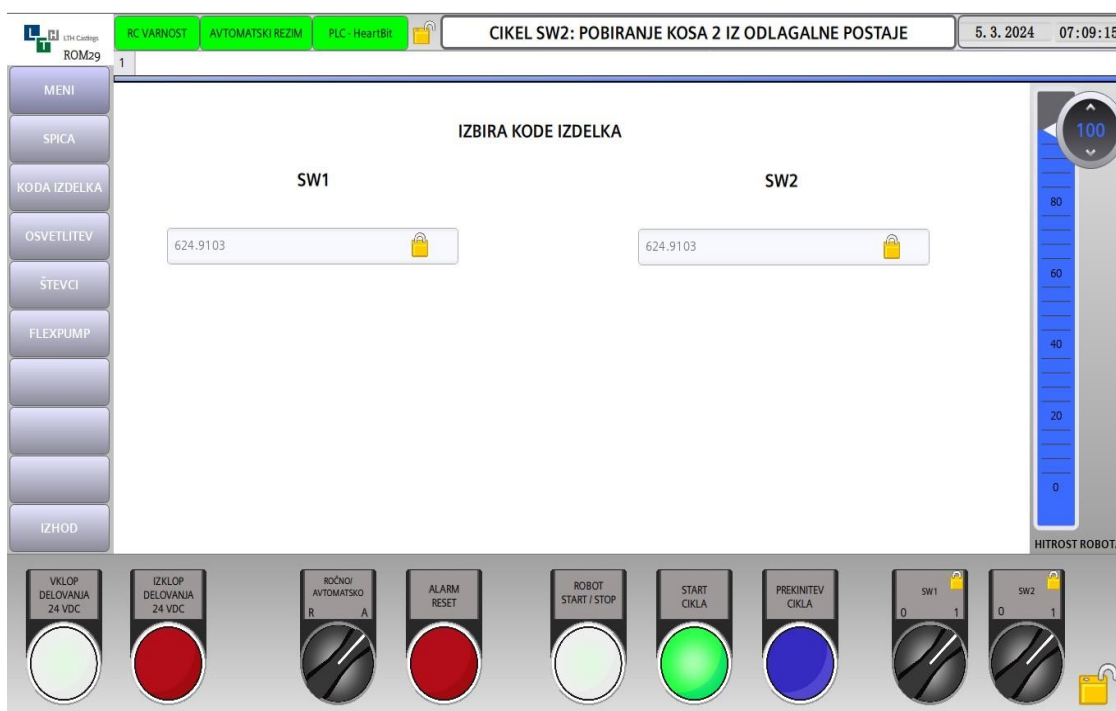 LTH Castings
ROM29
RC VARNOST
AVTOMATSKI REZIM
PLC - HeartBit
CIKEL SW2: POBIRANJE KOSA 2 IZ ODLAGALNE POSTAJE
5. 3. 2024 07:09:15
1
MENI
SPICA
KODA IZDELKA
OSVETLITEV
ŠTEVCI
FLEXPUMP
IZHOD
IZBIRA KODE IZDELKA
SW1
SW2
624.9103
624.9103
100
80
60
40
20
0
HITROST ROBOTA
VKLOP
DELOVANJA
24 VDC
IZKLOP
DELOVANJA
24 VDC
ROČNO/
AVTOMATSKO
R A
ALARM
RESET
ROBOT
START / STOP
START
CIKLA
PREKINITEV
CIKLA
SW1
0 1
SW2
0 1